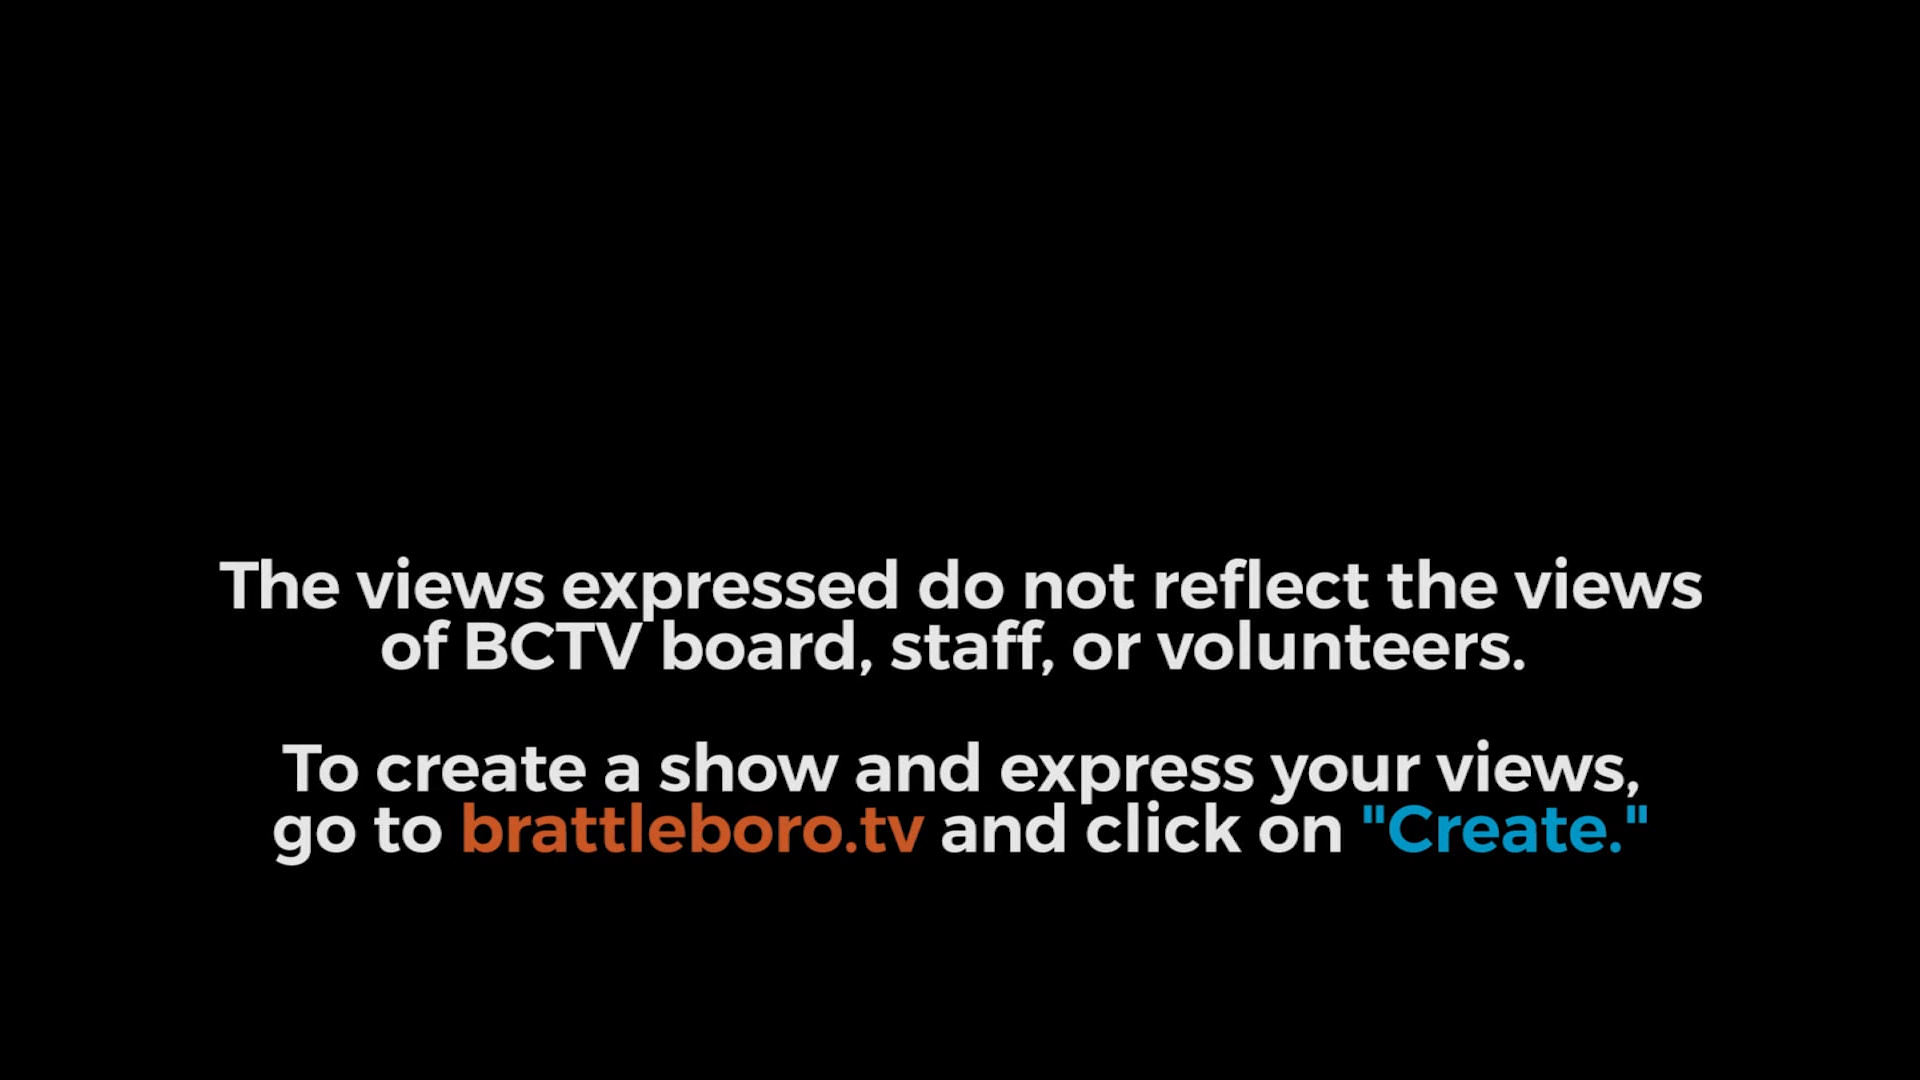 The views expressed do not reflect the views
of BCTV board, staff, or volunteers.
To create a show and express your views,
go to brattleboro.tv and click on "Create."